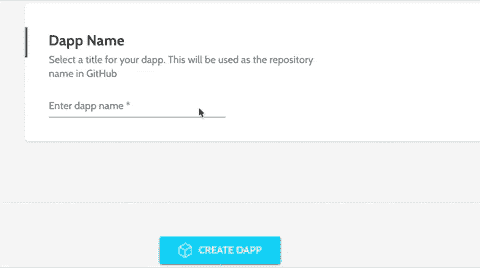 Dapp Name
Select a title for your dapp. This will be used as the repository
name in GitHub
Enter dapp name *
CREATE DAPP